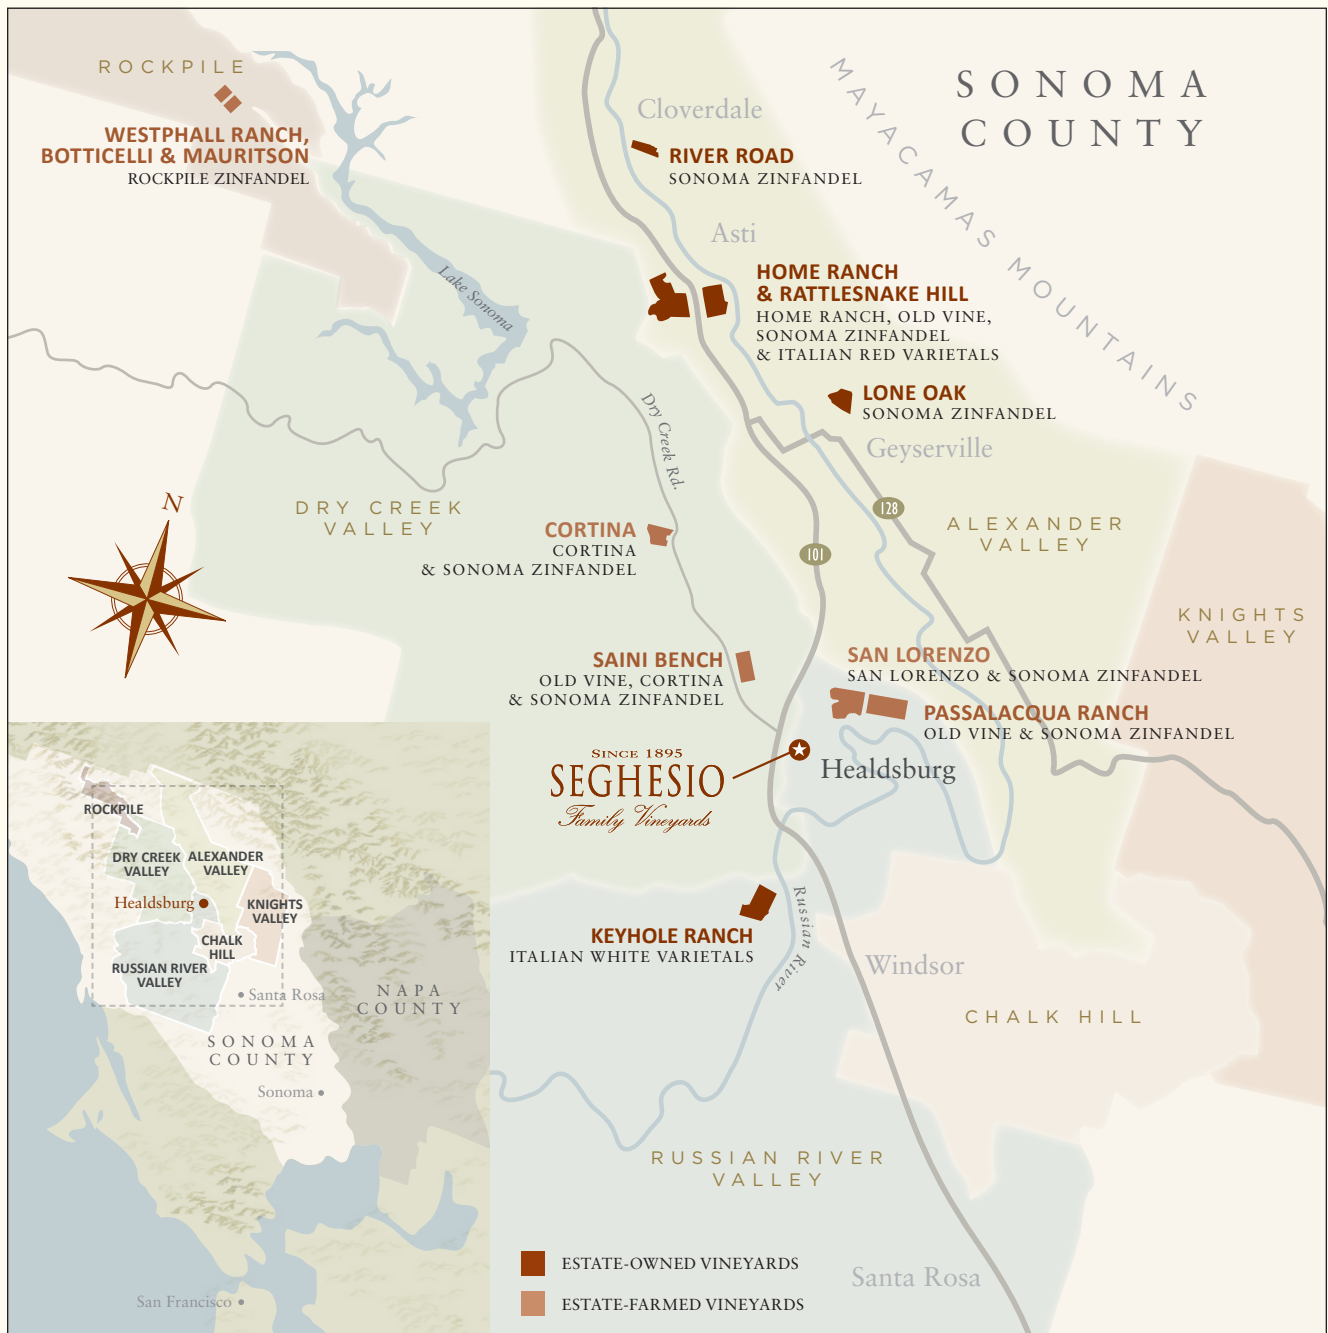 SONOMA
COUNTY
MAYACAMAS MOUNTAINS
ROCKPILE
WESTPHALL RANCH,
BOTTICELLI & MAURITSON
ROCKPILE ZINFANDEL
Cloverdale
RIVER ROAD
SONOMA ZINFANDEL
Asti
HOME RANCH
& RATTLESNAKE HILL
HOME RANCH, OLD VINE,
SONOMA ZINFANDEL
& ITALIAN RED VARIETALS
Lake Sonoma
LONE OAK
SONOMA ZINFANDEL
Geyserville
Dry Creek Rd.
N
DRY CREEK
VALLEY
CORTINA
CORTINA
& SONOMA ZINFANDEL
128
101
ALEXANDER
VALLEY
KNIGHTS
VALLEY
SAINI BENCH
OLD VINE, CORTINA
& SONOMA ZINFANDEL
SAN LORENZO
SAN LORENZO & SONOMA ZINFANDEL
PASSALACQUA RANCH
OLD VINE & SONOMA ZINFANDEL
SINCE 1895
SEGHESIO
Family Vineyards
Healdsburg
KEYHOLE RANCH
ITALIAN WHITE VARIETALS
Russian River
Windsor
CHALK HILL
RUSSIAN RIVER
VALLEY
Santa Rosa
ESTATE-OWNED VINEYARDS
ESTATE-FARMED VINEYARDS
ROCKPILE
DRY CREEK
VALLEY
ALEXANDER
VALLEY
Healdsburg
KNIGHTS
VALLEY
CHALK
HILL
RUSSIAN RIVER
VALLEY
Santa Rosa
NAPA
COUNTY
SONOMA
COUNTY
Sonoma
San Francisco